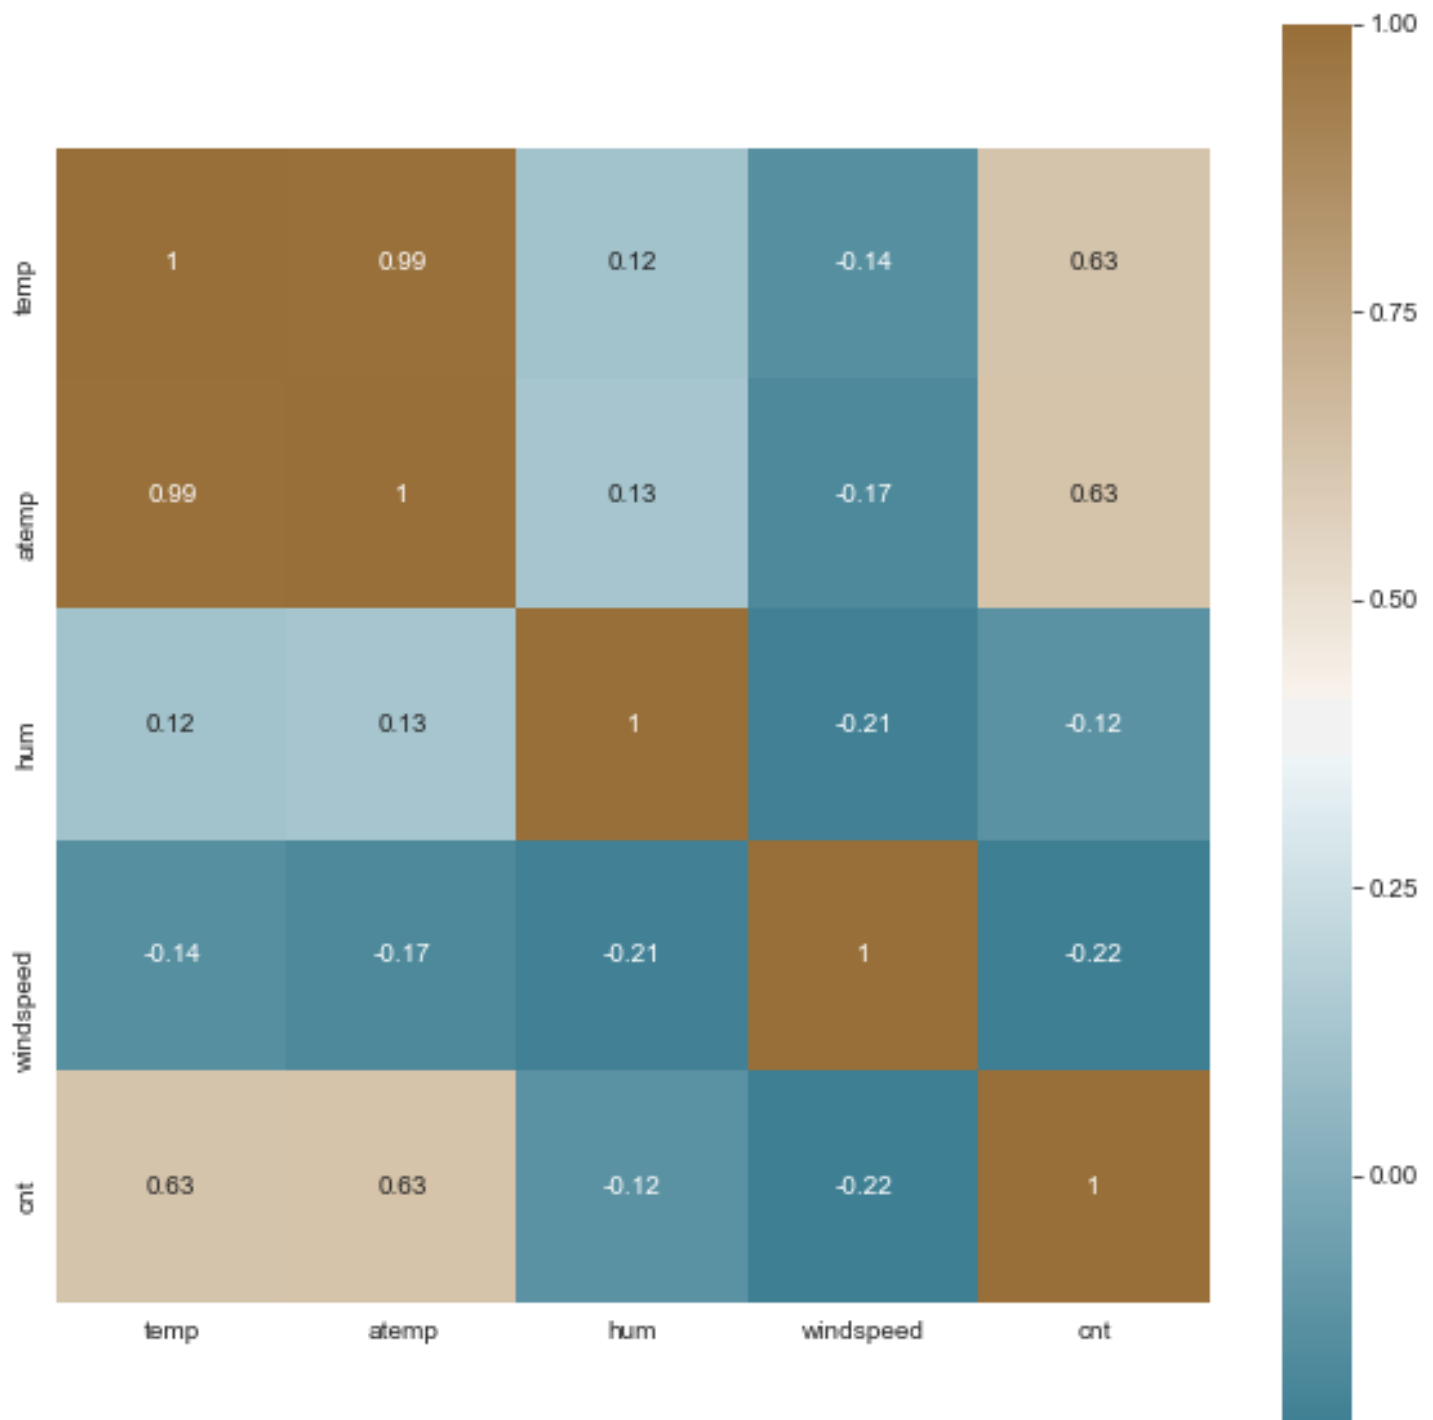 1.00
temp 1 0.99 0.12 -0.14 0.63
0.75
atemp 0.99 1 0.13 -0.17 0.63
0.50
hum 0.12 0.13 1 -0.21 -0.12
0.25
windspeed -0.14 -0.17 -0.21 1 -0.22
0.00
cnt 0.63 0.63 -0.12 -0.22 1
temp atemp hum windspeed cnt